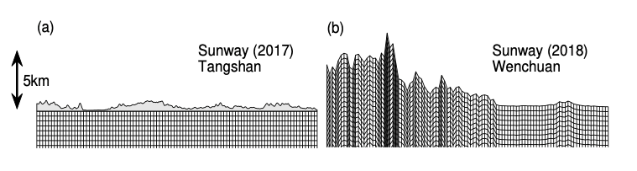 (a)
Sunway (2017)
Tangshan
5km
(b)
Sunway (2018)
Wenchuan